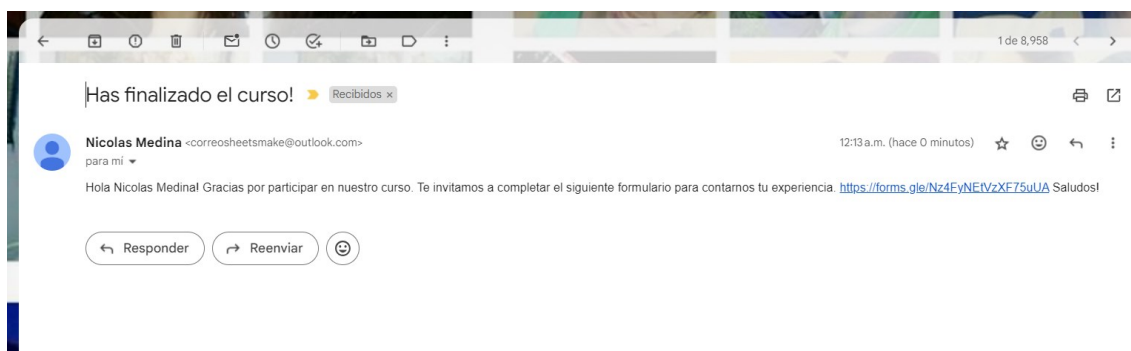 1 de 8,958
Has finalizado el curso! Recibidos ×
Nicolas Medina <correosheetsmake@outlook.com> 12:13 a.m. (hace 0 minutos)
para mí
Hola Nicolas Medina! Gracias por participar en nuestro curso. Te invitamos a completar el siguiente formulario para contarnos tu experiencia. https://forms.gle/Nz4FyNEtVzXF75uUA Saludos!
Responder Reenviar